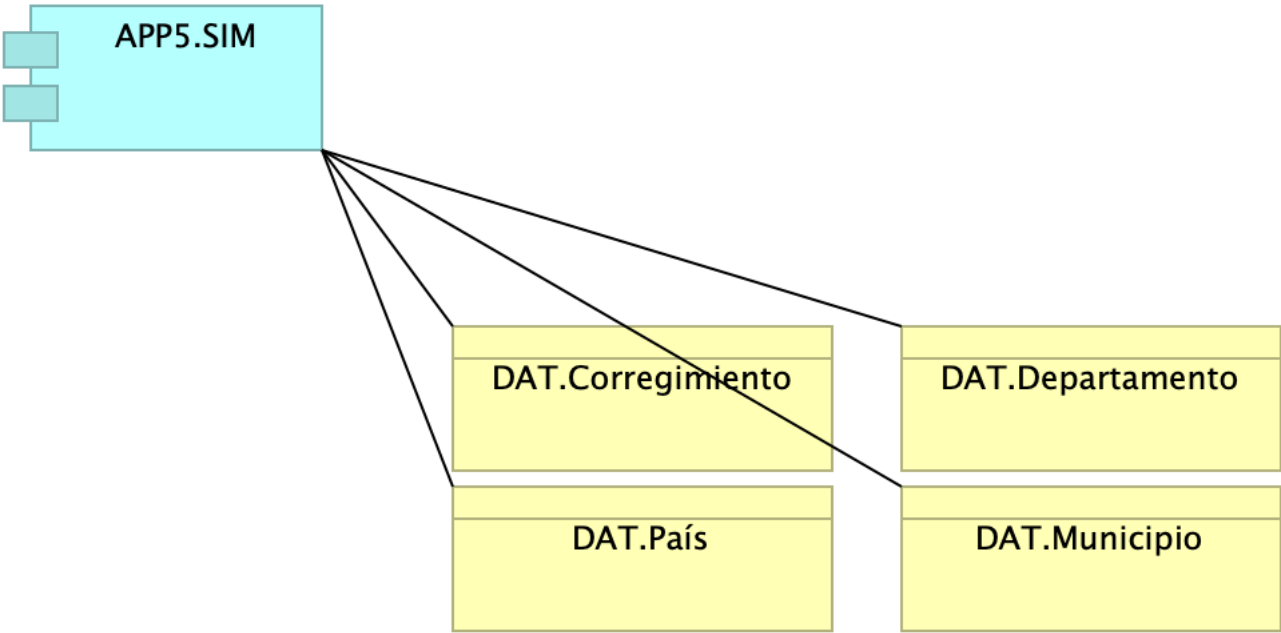 APP5.SIM
DAT.Corregimiento
DAT.Departamento
DAT.País
DAT.Municipio